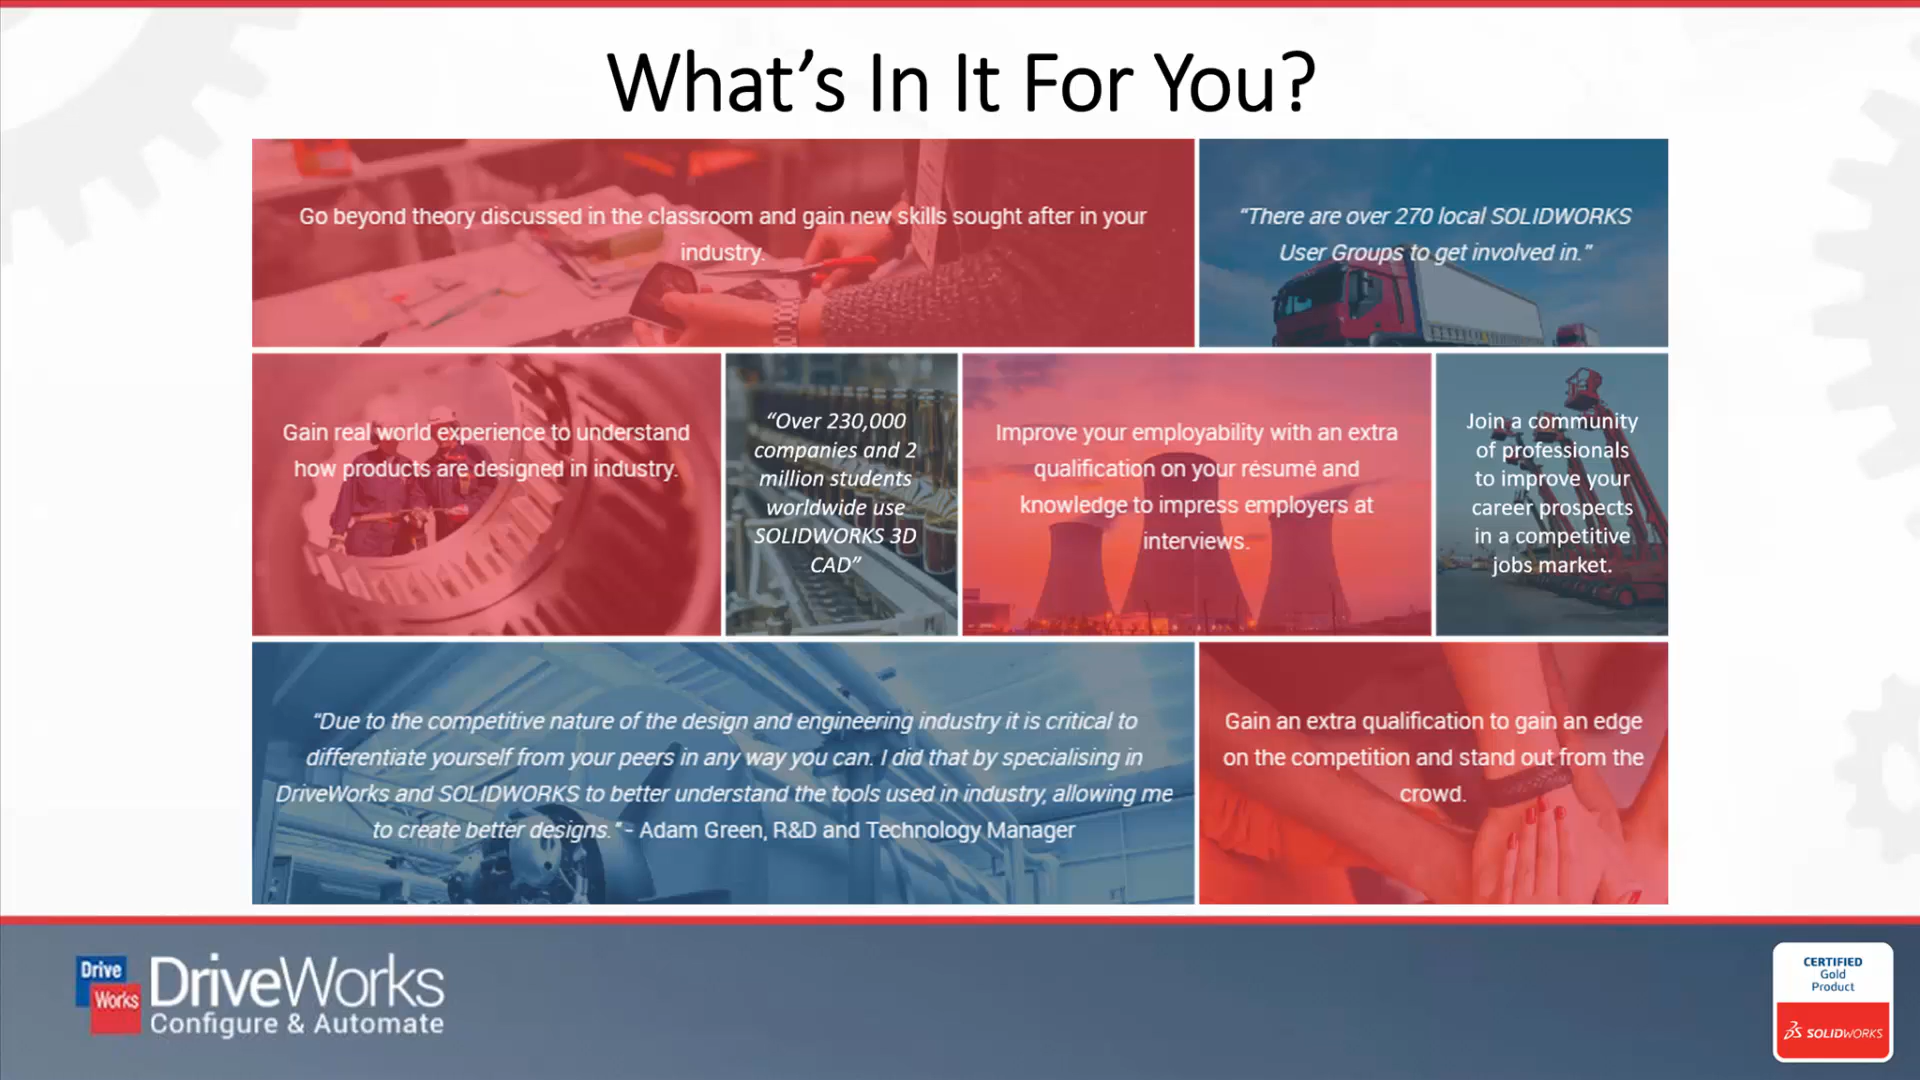 What's In It For You?
Go beyond theory discussed in the classroom and gain new skills sought after in your
industry.
“There are over 270 local SOLIDWORKS
User Groups to get involved in.”
Gain real world experience to understand
how products are designed in industry.
“Over 230,000
companies and 2
million students
worldwide use
SOLIDWORKS 3D
CAD”
Improve your employability with an extra
qualification on your résumé and
knowledge to impress employers at
interviews.
Join a community
of professionals
to improve your
career prospects
in a competitive
jobs market.
“Due to the competitive nature of the design and engineering industry it is critical to
differentiate yourself from your peers in any way you can. I did that by specialising in
DriveWorks and SOLIDWORKS to better understand the tools used in industry, allowing me
to create better designs.“ - Adam Green, R&D and Technology Manager
Gain an extra qualification to gain an edge
on the competition and stand out from the
crowd.
Drive
Works
DriveWorks
Configure & Automate
CERTIFIED
Gold
Product
SOLIDWORKS